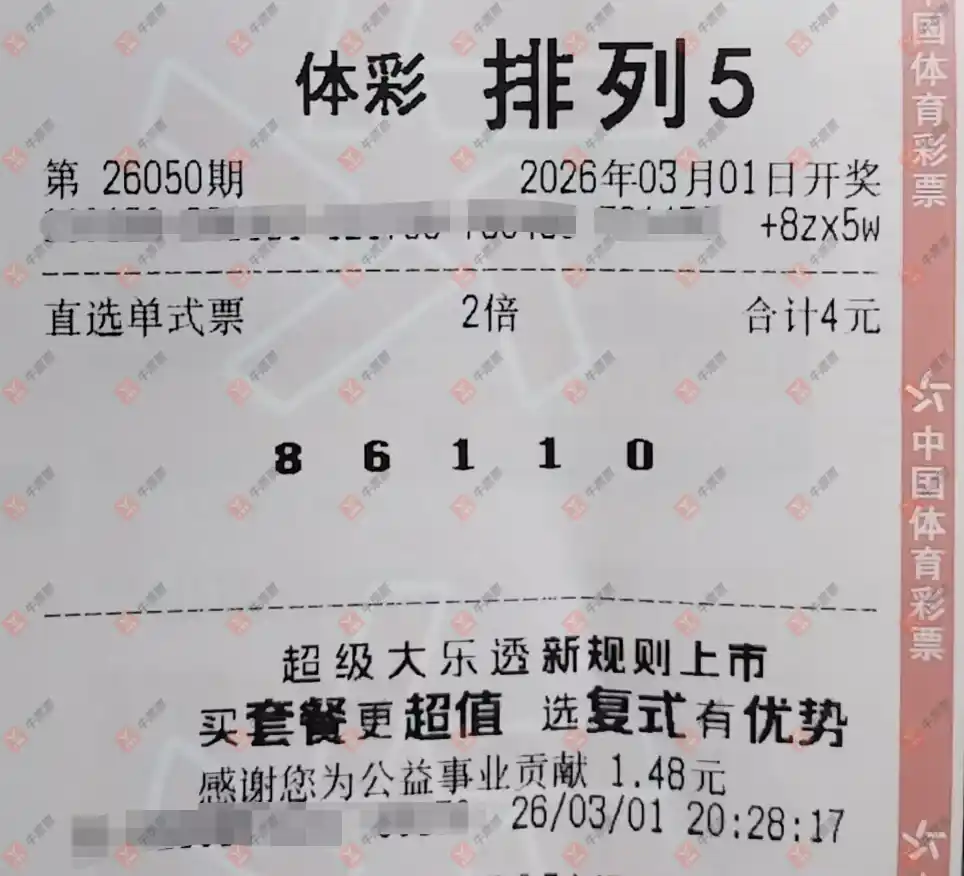 体彩 排列5
第 26050期 2026年03月01日开奖
+8zx5w
直选单式票 2倍 合计4元
8 6 1 1 0
超级大乐透新规则上市
买套餐更超值 选复式有优势
感谢您为公益事业贡献 1.48元
26/03/01 20:28:17
中国体育彩票
中国体育彩票